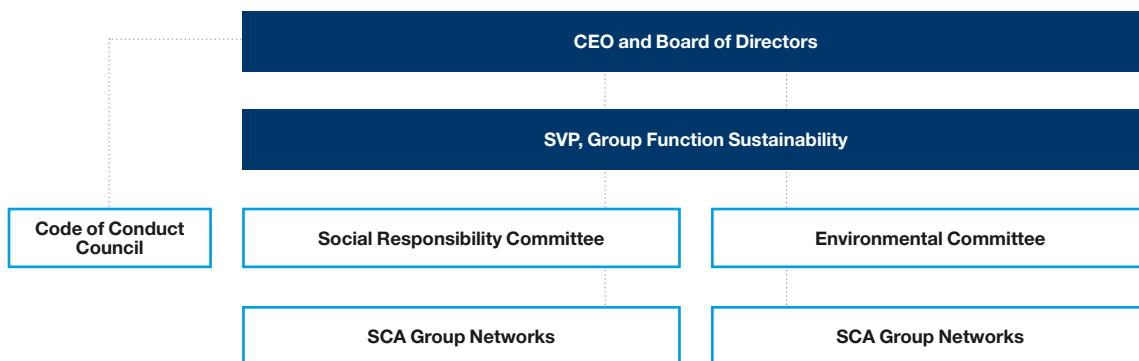 CEO and Board of Directors
SVP, Group Function Sustainability
Code of Conduct
Council
Social Responsibility Committee
Environmental Committee
SCA Group Networks
SCA Group Networks